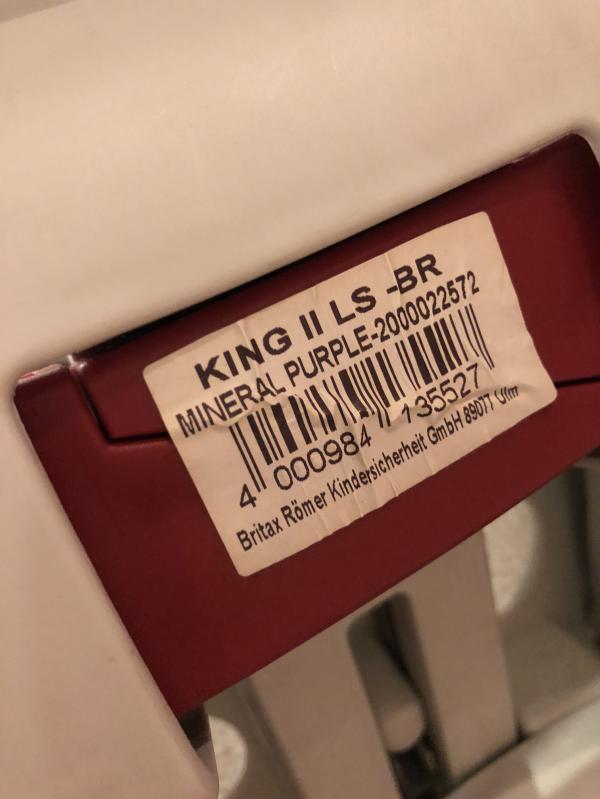 KING II LS -BR
MINERAL PURPLE-2000022572
4 000984 135527
Britax Römer Kindersicherheit GmbH 89077 Ulm